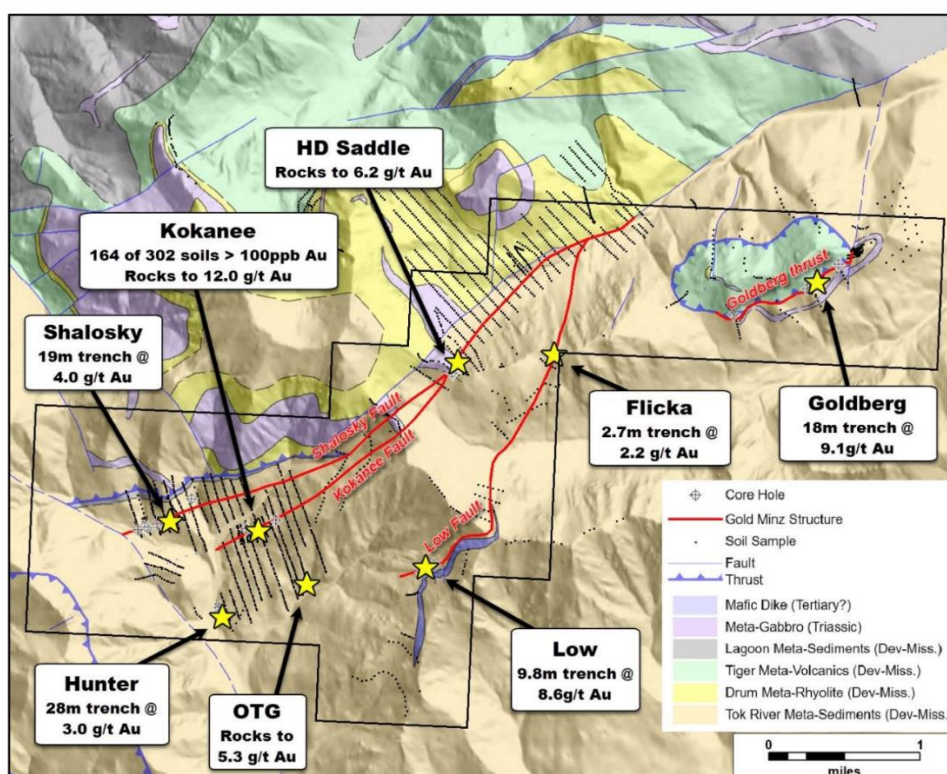 HD Saddle
Rocks to 6.2 g/t Au
Kokanee
164 of 302 soils > 100ppb Au
Rocks to 12.0 g/t Au
Shalosky
19m trench @
4.0 g/t Au
Goldberg thrust
Shalosky Fault
Kokanee Fault
Low Fault
Flicka
2.7m trench @
2.2 g/t Au
Goldberg
18m trench @
9.1g/t Au
Hunter
28m trench @
3.0 g/t Au
OTG
Rocks to
5.3 g/t Au
Low
9.8m trench @
8.6g/t Au
Core Hole
Gold Minz Structure
Soil Sample
Fault
Thrust
Mafic Dike (Tertiary?)
Meta-Gabbro (Triassic)
Lagoon Meta-Sediments (Dev-Miss.)
Tiger Meta-Volcanics (Dev-Miss.)
Drum Meta-Rhyolite (Dev-Miss.)
Tok River Meta-Sediments (Dev-Miss.)
0 1
miles